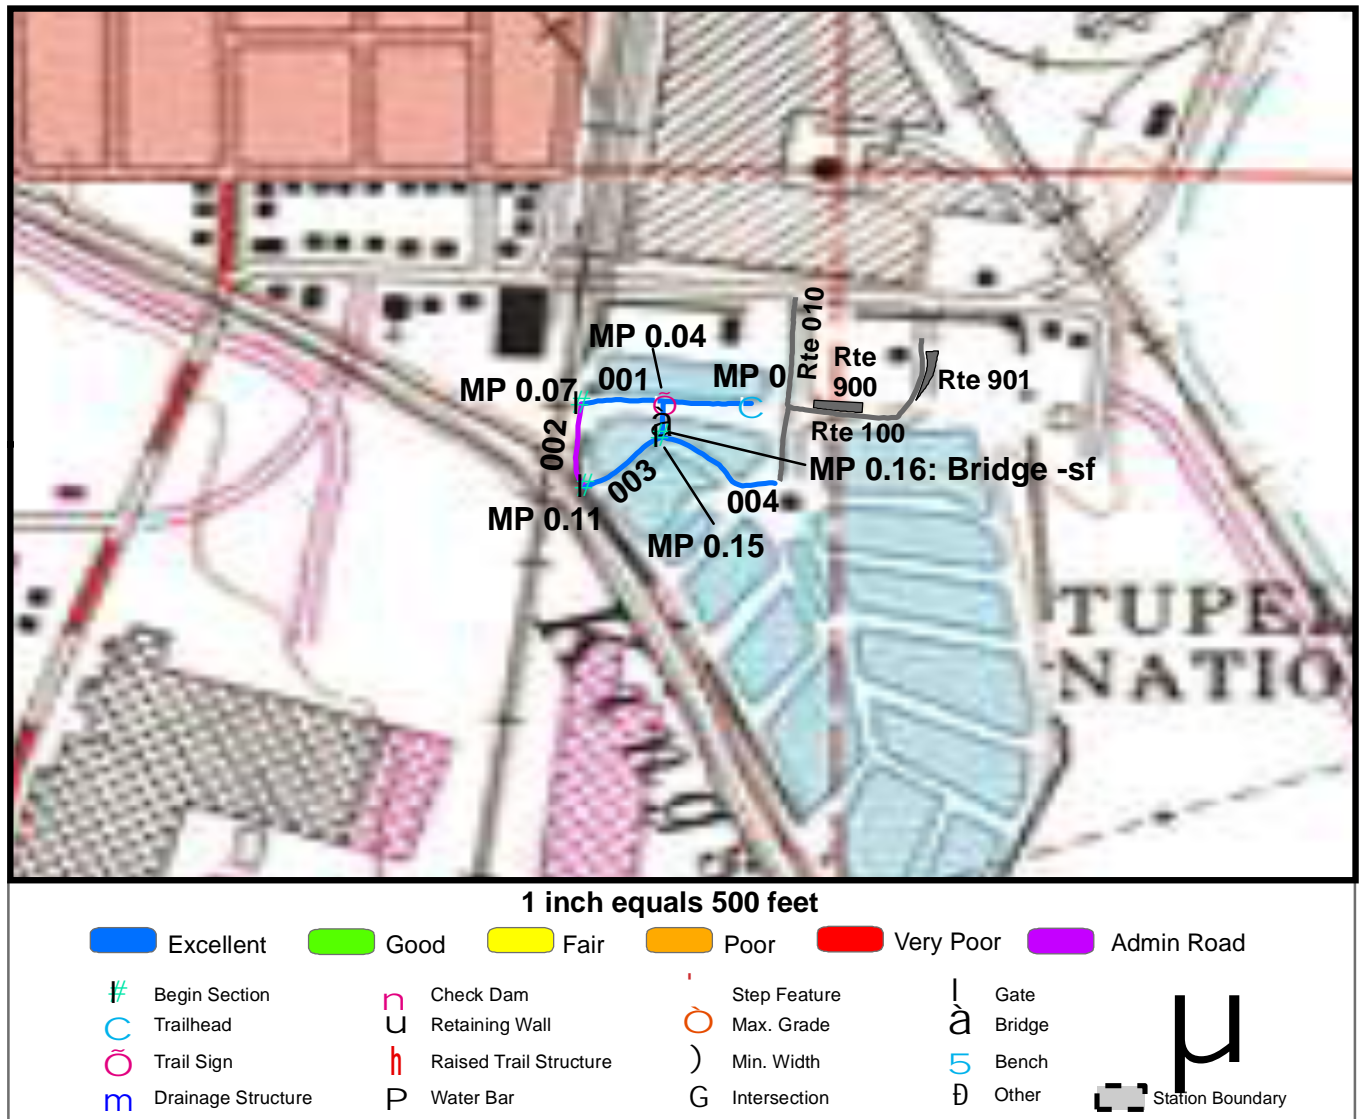 Rte 010
MP 0.04
MP 0.07
001
MP 0
Rte
900
Rte 901
Rte 100
002
003
004
MP 0.16: Bridge -sf
MP 0.11
MP 0.15
TUPE
NATIO
King
1 inch equals 500 feet
Excellent
Good
Fair
Poor
Very Poor
Admin Road
Begin Section
Check Dam
Step Feature
Gate
Trailhead
Retaining Wall
Max. Grade
Bridge
Trail Sign
Raised Trail Structure
Min. Width
Bench
Drainage Structure
Water Bar
Intersection
Other
Station Boundary